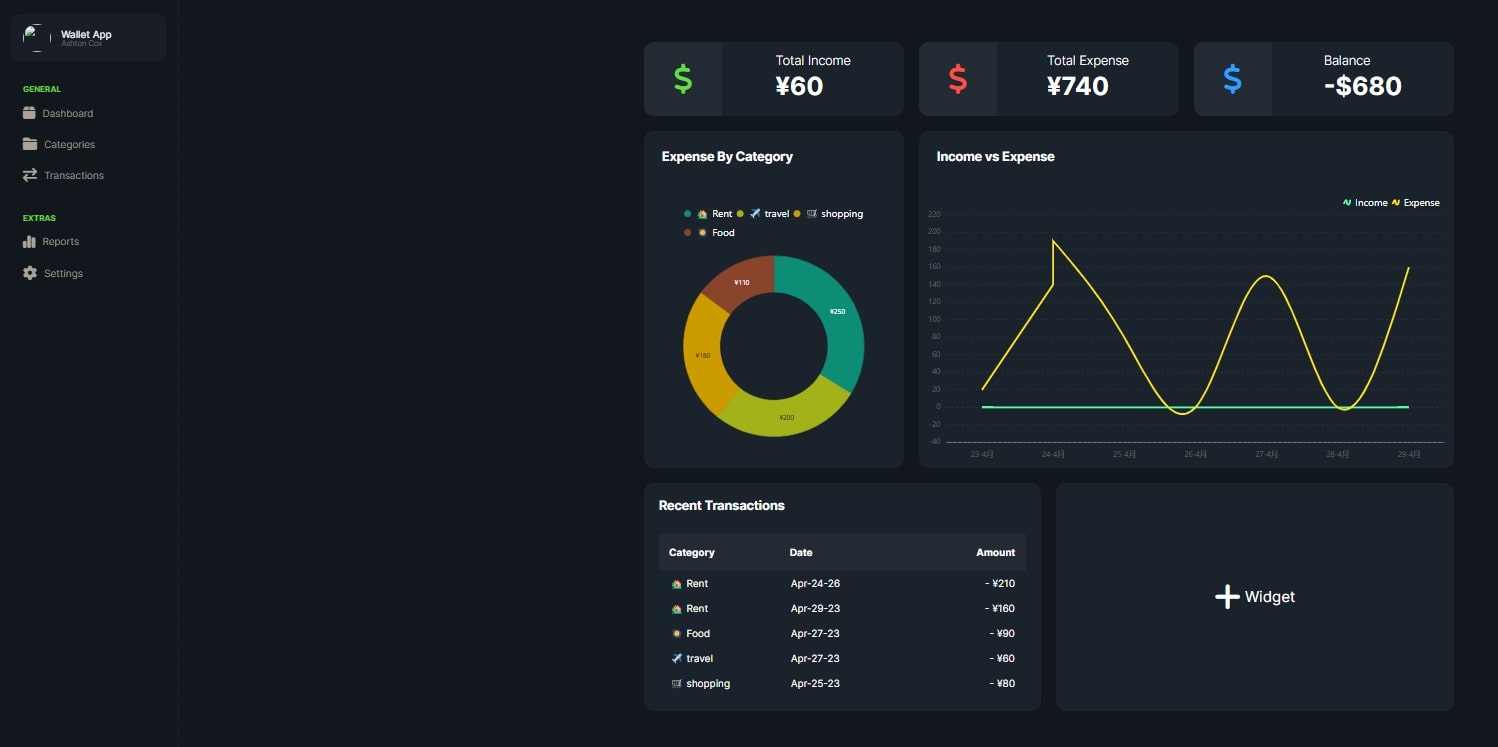 Wallet App
Ashton Cox
GENERAL
Dashboard
Categories
Transactions
EXTRAS
Reports
Settings
Total Income
¥60
Total Expense
¥740
Balance
-$680
Expense By Category
Rent travel shopping
Food
¥110
¥250
¥180
¥200
Income vs Expense
Income Expense
220
200
180
160
140
120
100
80
60
40
20
0
-20
-40
23-4月 24-4月 25-4月 26-4月 27-4月 28-4月 29-4月
Recent Transactions
Category Date Amount
Rent Apr-24-26 - ¥210
Rent Apr-29-23 - ¥160
Food Apr-27-23 - ¥90
travel Apr-27-23 - ¥60
shopping Apr-25-23 - ¥80
Widget